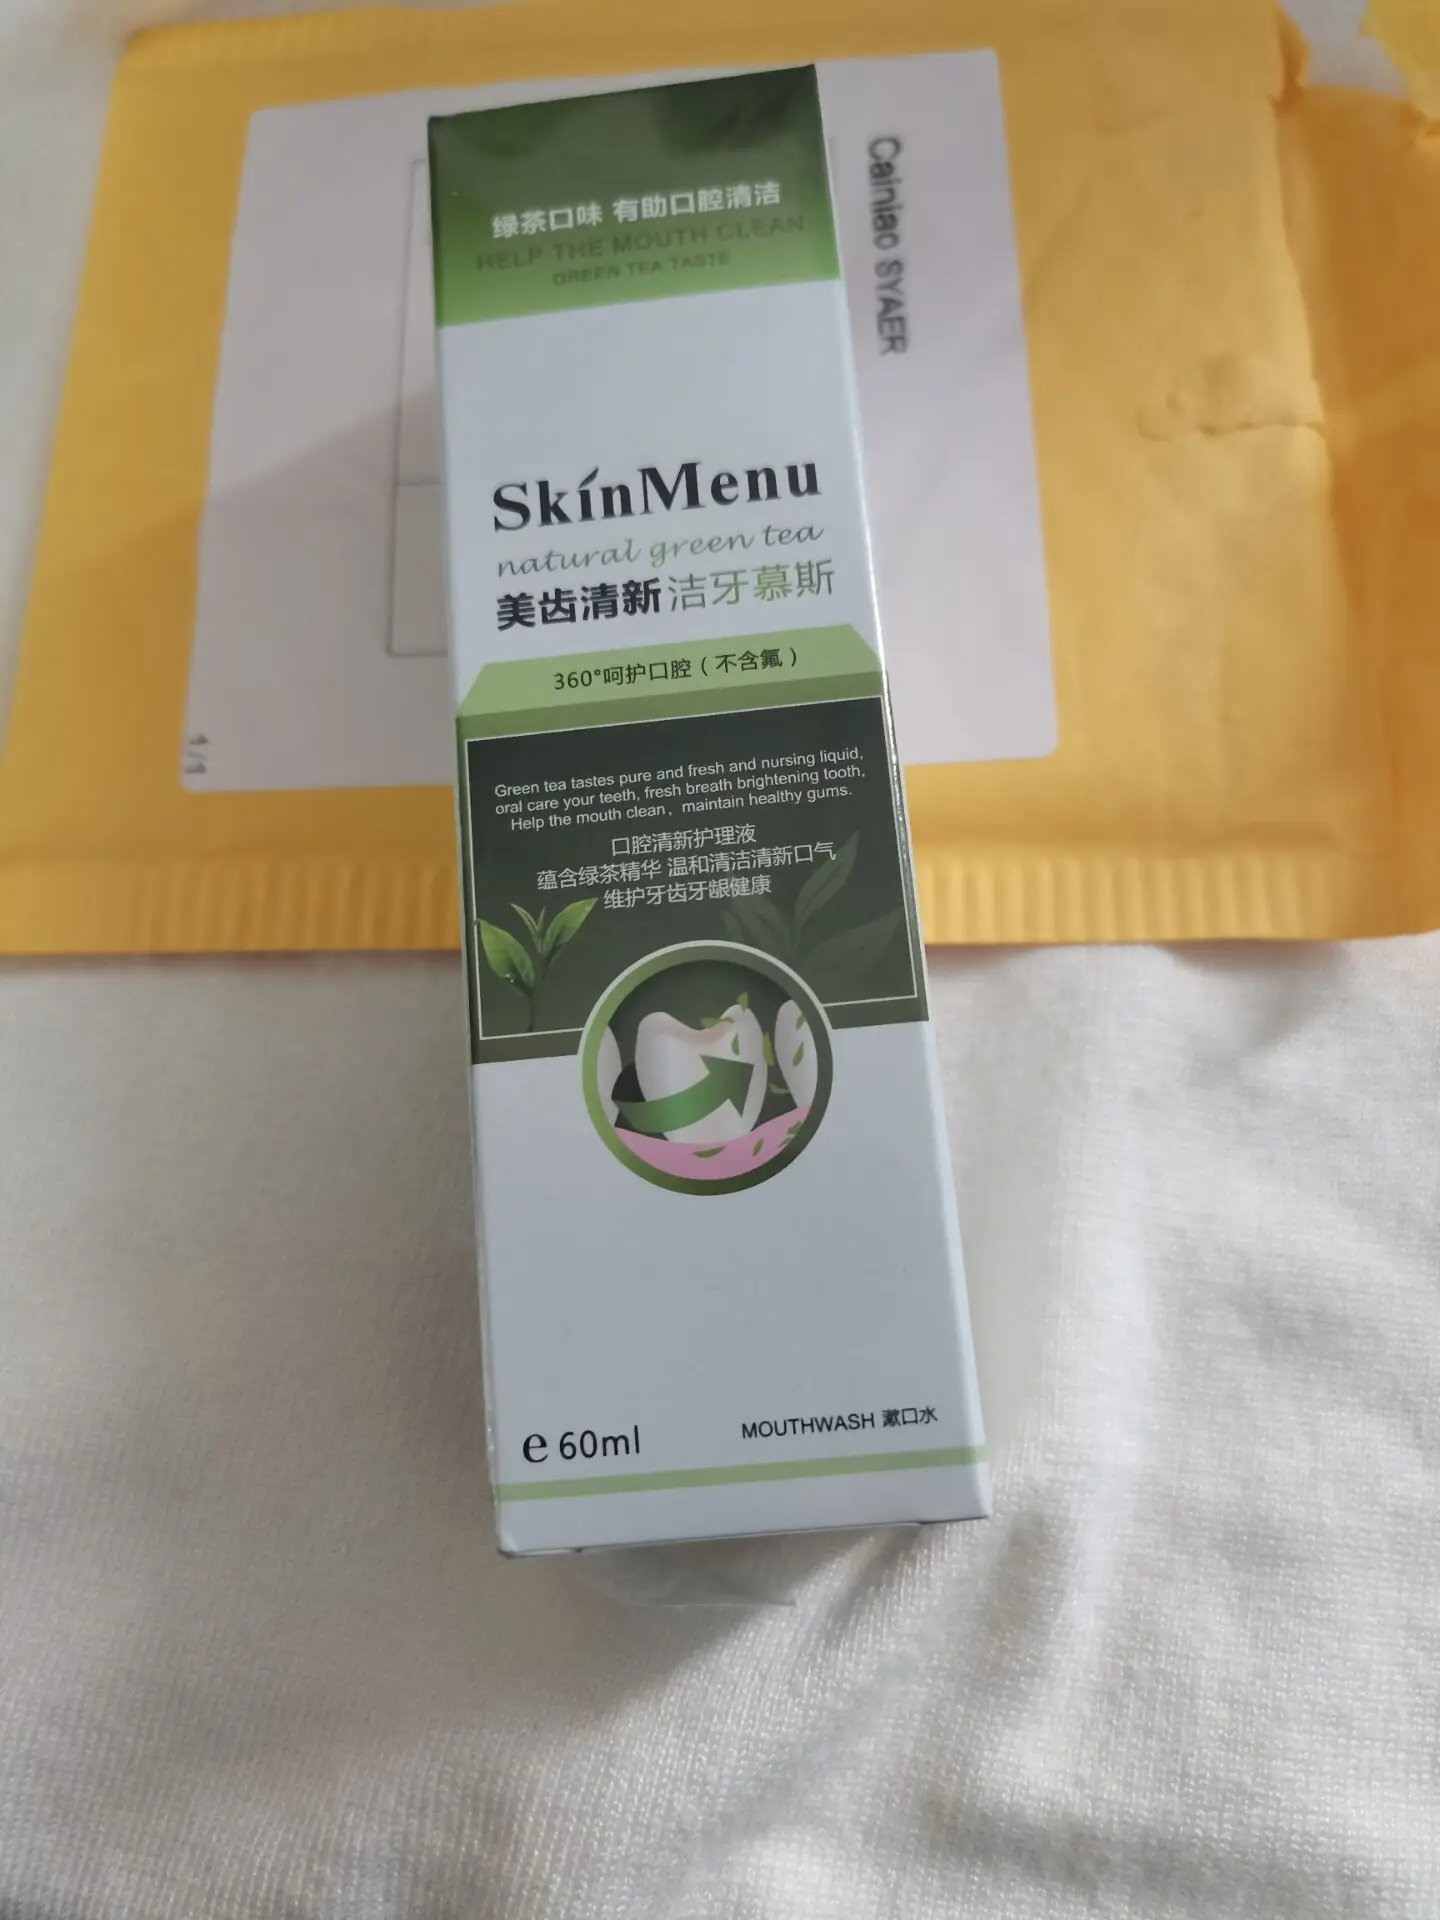 绿茶口味 有助口腔清洁
HELP THE MOUTH CLEAN
GREEN TEA TASTE
SkinMenu
natural green tea
美齿清新洁牙慕斯
360°呵护口腔（不含氟）
Green tea tastes pure and fresh and nursing liquid,
oral care your teeth, fresh breath brightening tooth,
Help the mouth clean, maintain healthy gums.
口腔清新护理液
蕴含绿茶精华 温和清洁清新口气
维护牙齿牙龈健康
e 60ml
MOUTHWASH 漱口水
Cainiao SYAER
1/1